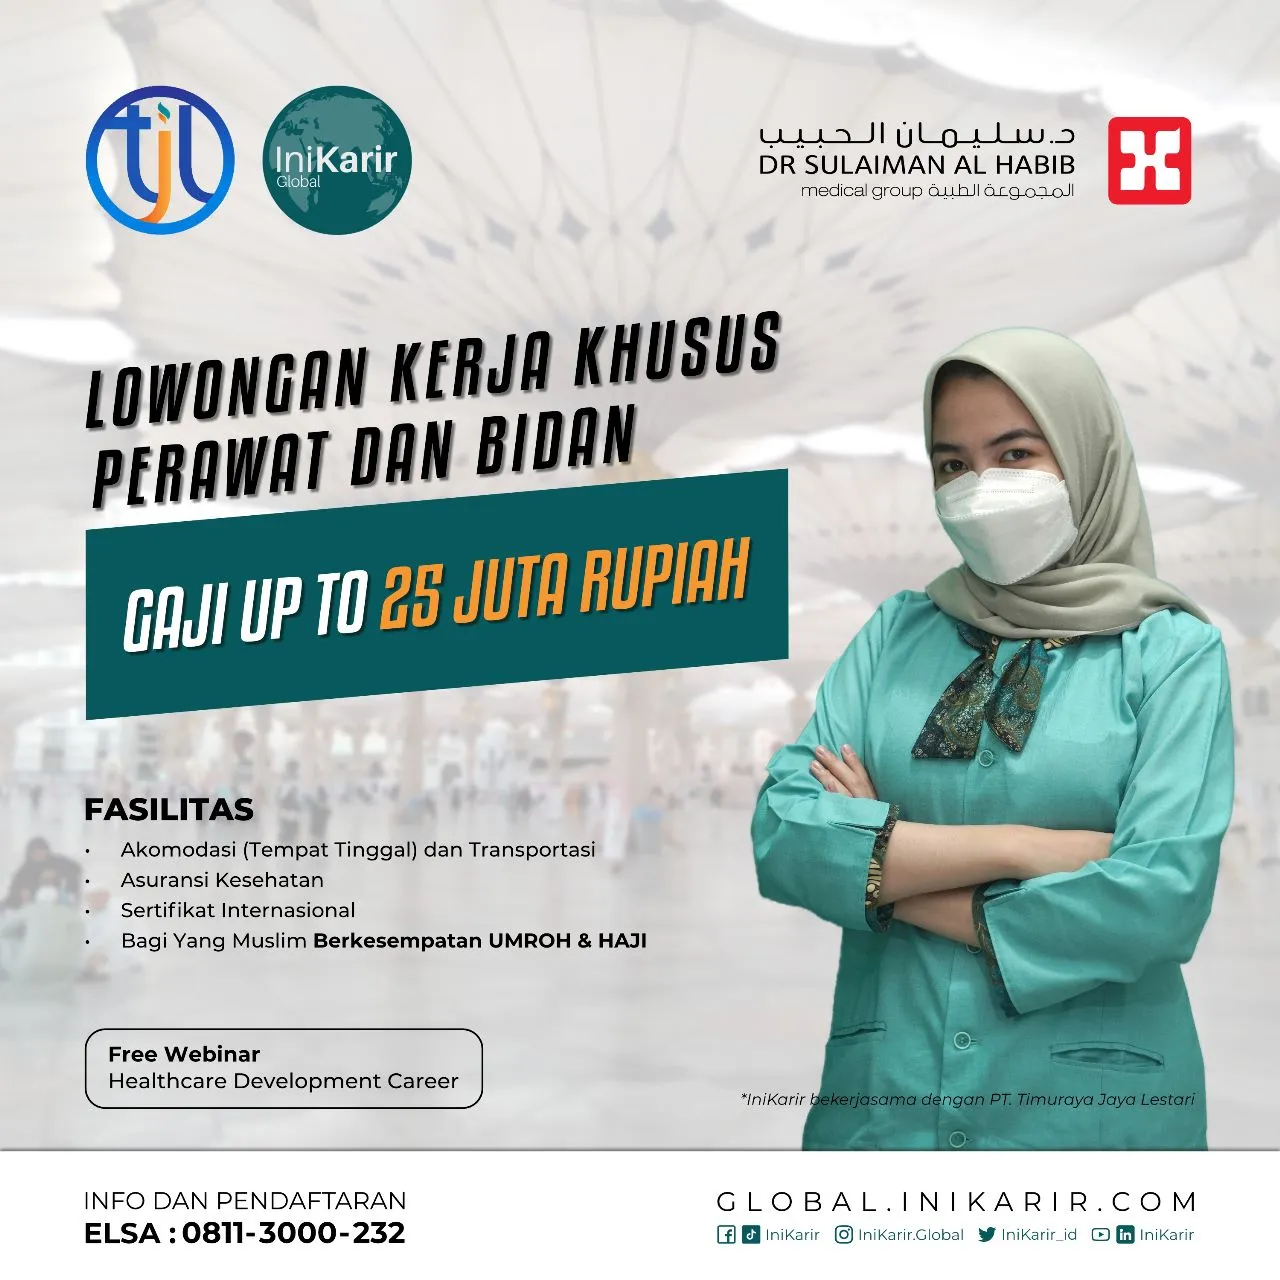 tjl
IniKarir
Global
د.سليمان الحبيب
DR SULAIMAN AL HABIB
medical group المجموعة الطبية
LOWONGAN KERJA KHUSUS
PERAWAT DAN BIDAN
GAJI UP TO 25 JUTA RUPIAH
FASILITAS
• Akomodasi (Tempat Tinggal) dan Transportasi
• Asuransi Kesehatan
• Sertifikat Internasional
• Bagi Yang Muslim Berkesempatan UMROH & HAJI
Free Webinar
Healthcare Development Career
*IniKarir bekerjasama dengan PT. Timuraya Jaya Lestari
INFO DAN PENDAFTARAN
ELSA : 0811-3000-232
GLOBAL.INIKARIR.COM
IniKarir IniKarir.Global IniKarir_id IniKarir